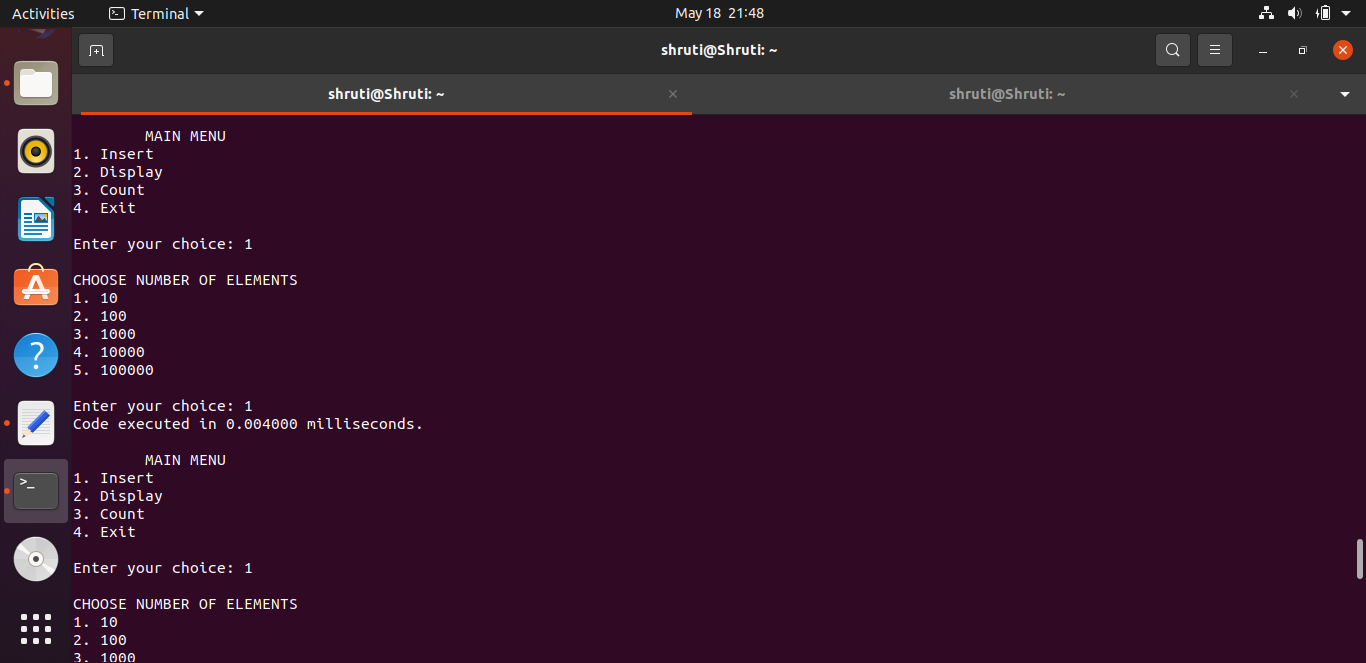 Activities
Terminal
May 18 21:48
shruti@Shruti: ~
shruti@Shruti: ~
shruti@Shruti: ~
MAIN MENU
1. Insert
2. Display
3. Count
4. Exit
Enter your choice: 1
CHOOSE NUMBER OF ELEMENTS
1. 10
2. 100
3. 1000
4. 10000
5. 100000
Enter your choice: 1
Code executed in 0.004000 milliseconds.
MAIN MENU
1. Insert
2. Display
3. Count
4. Exit
Enter your choice: 1
CHOOSE NUMBER OF ELEMENTS
1. 10
2. 100
3. 1000